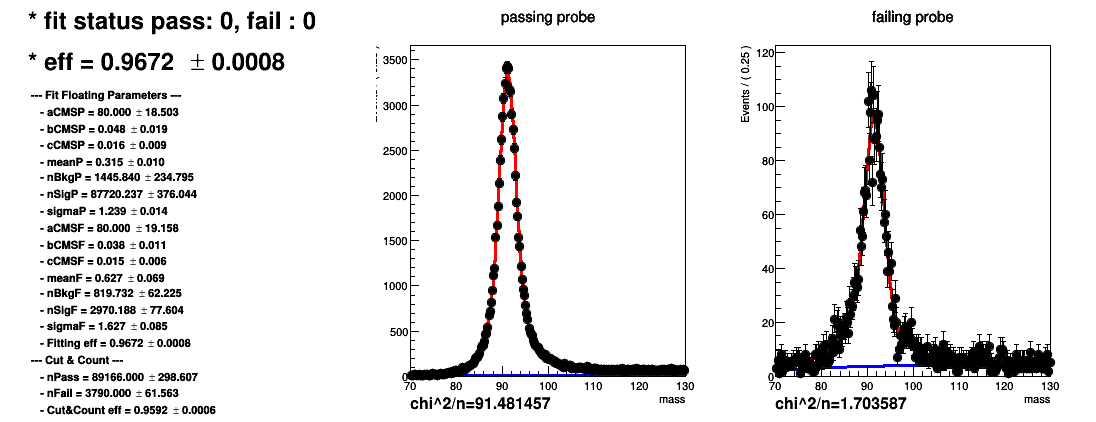 * fit status pass: 0, fail : 0
* eff = 0.9672 ± 0.0008
--- Fit Floating Parameters ---
- aCMSP = 80.000 ± 18.503
- bCMSP = 0.048 ± 0.019
- cCMSP = 0.016 ± 0.009
- meanP = 0.315 ± 0.010
- nBkgP = 1445.840 ± 234.795
- nSigP = 87720.237 ± 376.044
- sigmaP = 1.239 ± 0.014
- aCMSF = 80.000 ± 19.158
- bCMSF = 0.038 ± 0.011
- cCMSF = 0.015 ± 0.006
- meanF = 0.627 ± 0.069
- nBkgF = 819.732 ± 62.225
- nSigF = 2970.188 ± 77.604
- sigmaF = 1.627 ± 0.085
- Fitting eff = 0.9672 ± 0.0008
--- Cut & Count ---
- nPass = 89166.000 ± 298.607
- nFail = 3790.000 ± 61.563
- Cut&Count eff = 0.9592 ± 0.0006
passing probe
3500
3000
2500
2000
1500
1000
500
0
70 80 90 100 110 120 130
mass
chi^2/n=91.481457
failing probe
Events / ( 0.25 )
120
100
80
60
40
20
0
70 80 90 100 110 120 130
mass
chi^2/n=1.703587